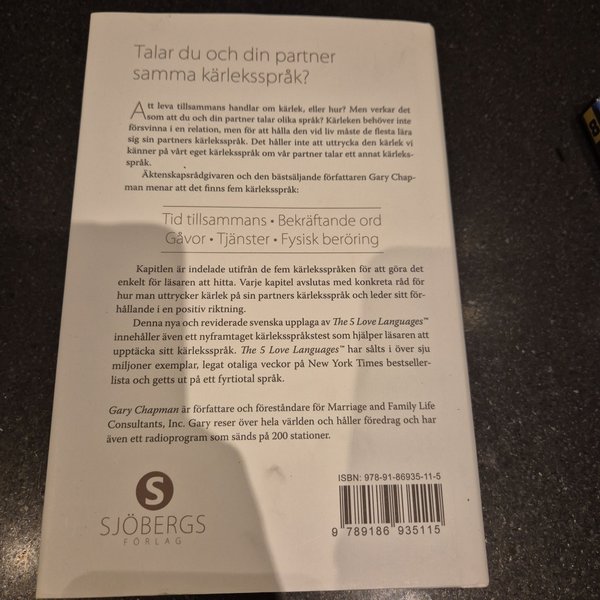 Talar du och din partner
samma kärleksspråk?
Att leva tillsammans handlar om kärlek, eller hur? Men verkar det
som att du och din partner talar olika språk? Kärleken behöver inte
försvinna i en relation, men för att hålla den vid liv måste de flesta lära
sig sin partners kärleksspråk. Det håller inte att uttrycka den kärlek vi
känner på vårt eget kärleksspråk om vår partner talar ett annat kärleks-
språk.
Äktenskapsrådgivaren och den bästsäljande författaren Gary Chap-
man menar att det finns fem kärleksspråk:
Tid tillsammans • Bekräftande ord
Gåvor • Tjänster • Fysisk beröring
Kapitlen är indelade utifrån de fem kärleksspråken för att göra det
enkelt för läsaren att hitta. Varje kapitel avslutas med konkreta råd för
hur man uttrycker kärlek på sin partners kärleksspråk och leder sitt för-
hållande i en positiv riktning.
Denna nya och reviderade svenska upplaga av The 5 Love Languages™
innehåller även ett nyframtaget kärleksspråkstest som hjälper läsaren att
upptäcka sitt kärleksspråk. The 5 Love Languages™ har sålts i över sju
miljoner exemplar, legat otaliga veckor på New York Times bestseller-
lista och getts ut på ett fyrtiotal språk.
Gary Chapman är författare och föreståndare för Marriage and Family Life
Consultants, Inc. Gary reser över hela världen och håller föredrag och har
även ett radioprogram som sänds på 200 stationer.
ISBN: 978-91-86935-11-5
S
SJÖBERGS
FÖRLAG
9 789186 935115